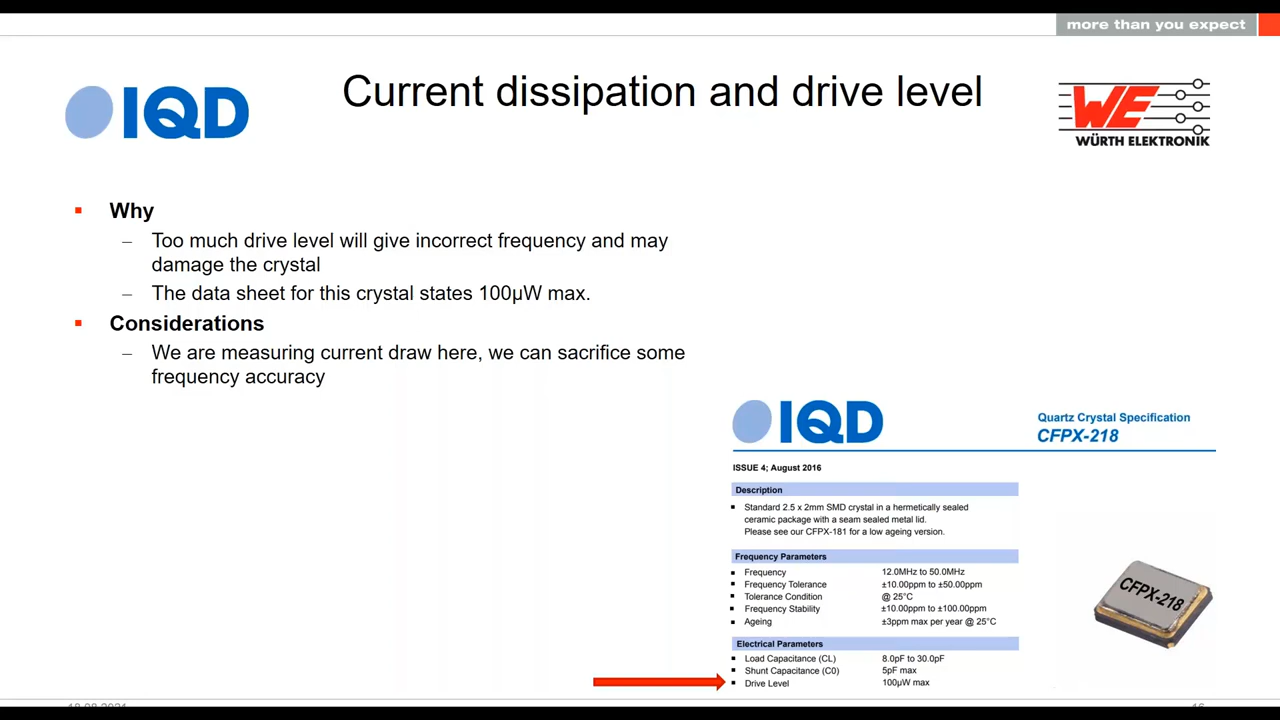 more than you expect
IQD
Current dissipation and drive level
WE
WÜRTH ELEKTRONIK
Why
– Too much drive level will give incorrect frequency and may
damage the crystal
– The data sheet for this crystal states 100µW max.
Considerations
– We are measuring current draw here, we can sacrifice some
frequency accuracy
IQD
Quartz Crystal Specification
CFPX-218
ISSUE 4; August 2016
Description
Standard 2.5 x 2mm SMD crystal in a hermetically sealed
ceramic package with a seam sealed metal lid.
Please see our CFPX-181 for a low ageing version.
Frequency Parameters
Frequency 12.0MHz to 50.0MHz
Frequency Tolerance ±10.00ppm to ±50.00ppm
Tolerance Condition @ 25°C
Frequency Stability ±10.00ppm to ±100.00ppm
Ageing ±3ppm max per year @ 25°C
CFPX-218
Electrical Parameters
Load Capacitance (CL) 8.0pF to 30.0pF
Shunt Capacitance (C0) 5pF max
Drive Level 100µW max